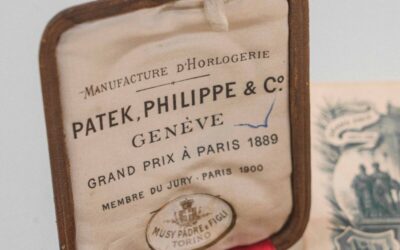 MANUFACTURE D'HORLOGERIE
PATEK, PHILIPPE & Cº
GENÈVE
GRAND PRIX À PARIS 1889
MEMBRE DU JURY - PARIS 1900
MUSY PADRE & FIGLI
TORINO